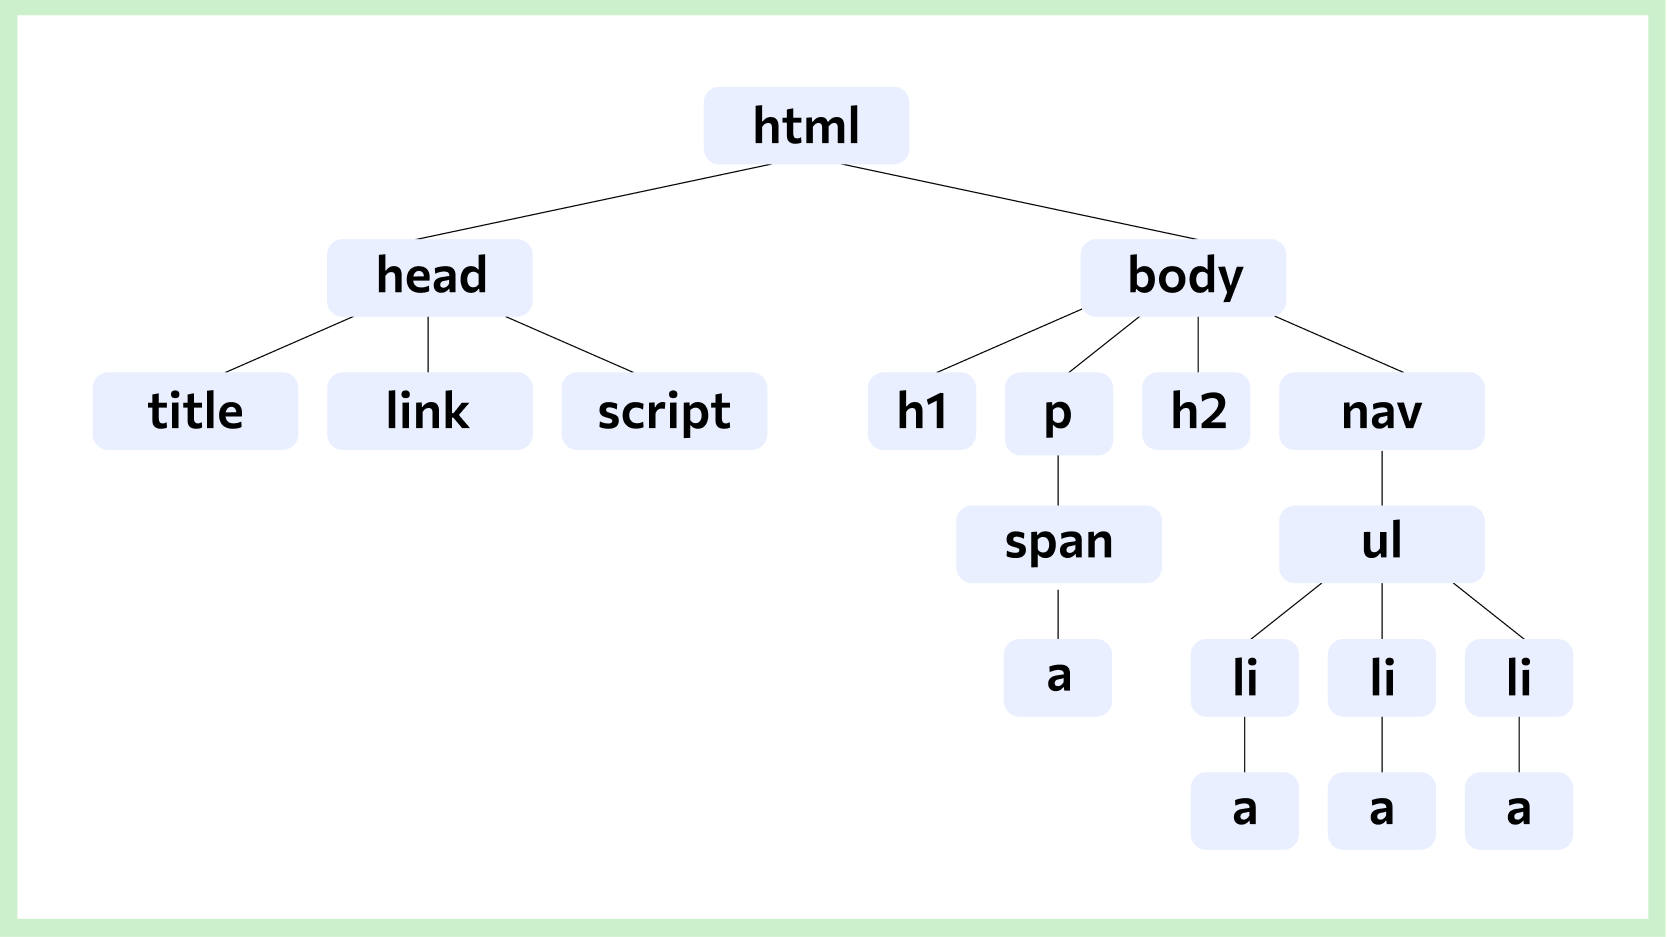 html
head
body
title
link
script
h1
p
h2
nav
span
ul
a
li
li
li
a
a
a